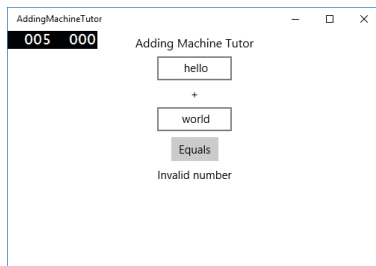 AddingMachineTutor
005 000
Adding Machine Tutor
hello
+
world
Equals
Invalid number